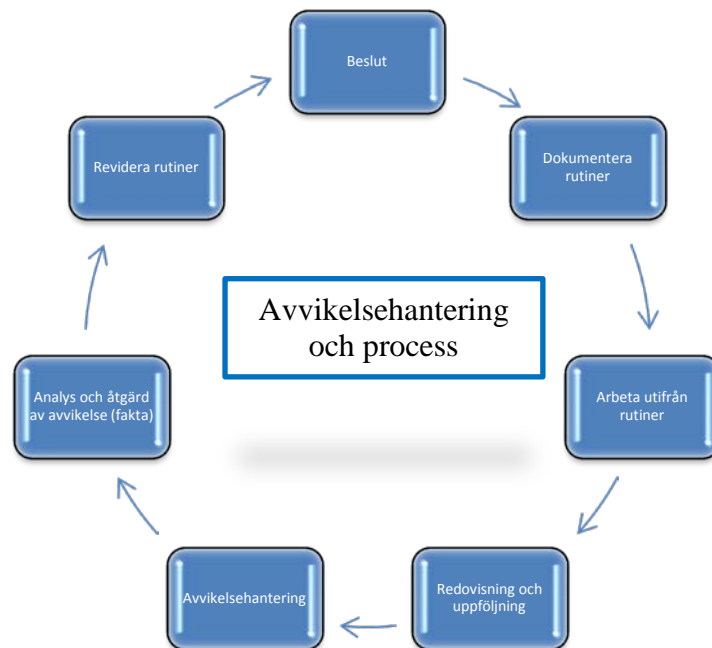 Beslut
Dokumentera
rutiner
Arbeta utifrån
rutiner
Redovisning och
uppföljning
Avvikelsehantering
Analys och åtgärd
av avvikelse (fakta)
Revidera rutiner
Avvikelsehantering
och process